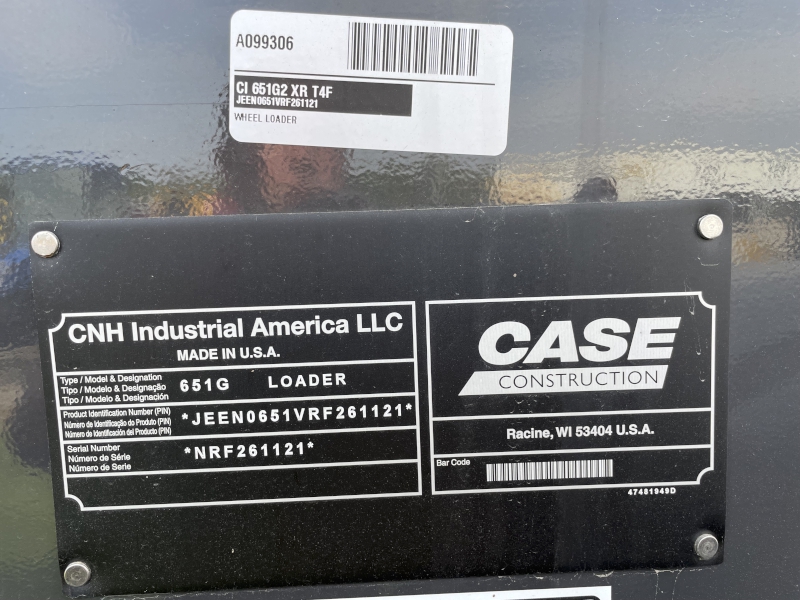 A099306
CI 651G2 XR T4F
JEEN0651VRF261121
WHEEL LOADER
CNH Industrial America LLC
MADE IN U.S.A.
Type / Model & Designation
Tipo / Modelo & Designação
Tipo / Modelo & Designación
651G LOADER
Product Identification Number (PIN)
Número de Identificação do Produto (PIN)
Número de Identificación del Producto (PIN)
*JEEN0651VRF261121*
Serial Number
Número de Série
Número de Serie
*NRF261121*
CASE
CONSTRUCTION
Racine, WI 53404 U.S.A.
Bar Code
47481949D